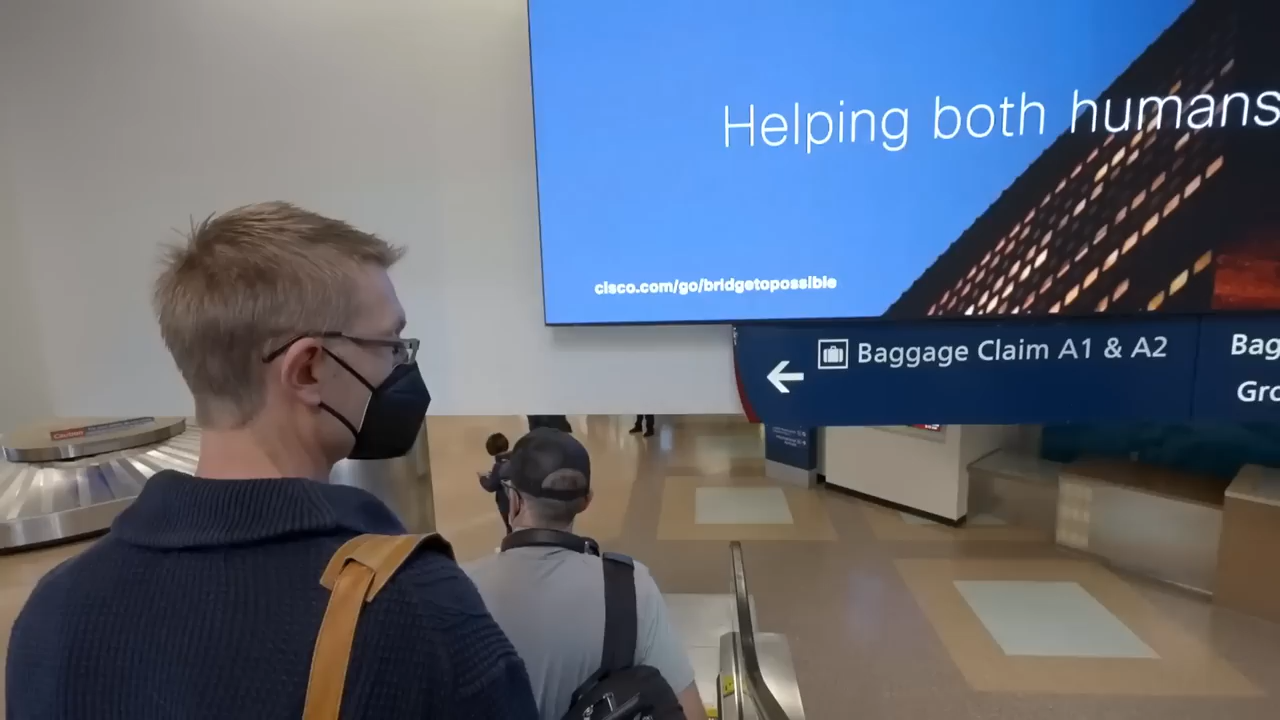 Helping both humans
cisco.com/go/bridgetopossible
Baggage Claim A1 & A2
Bag
Gro